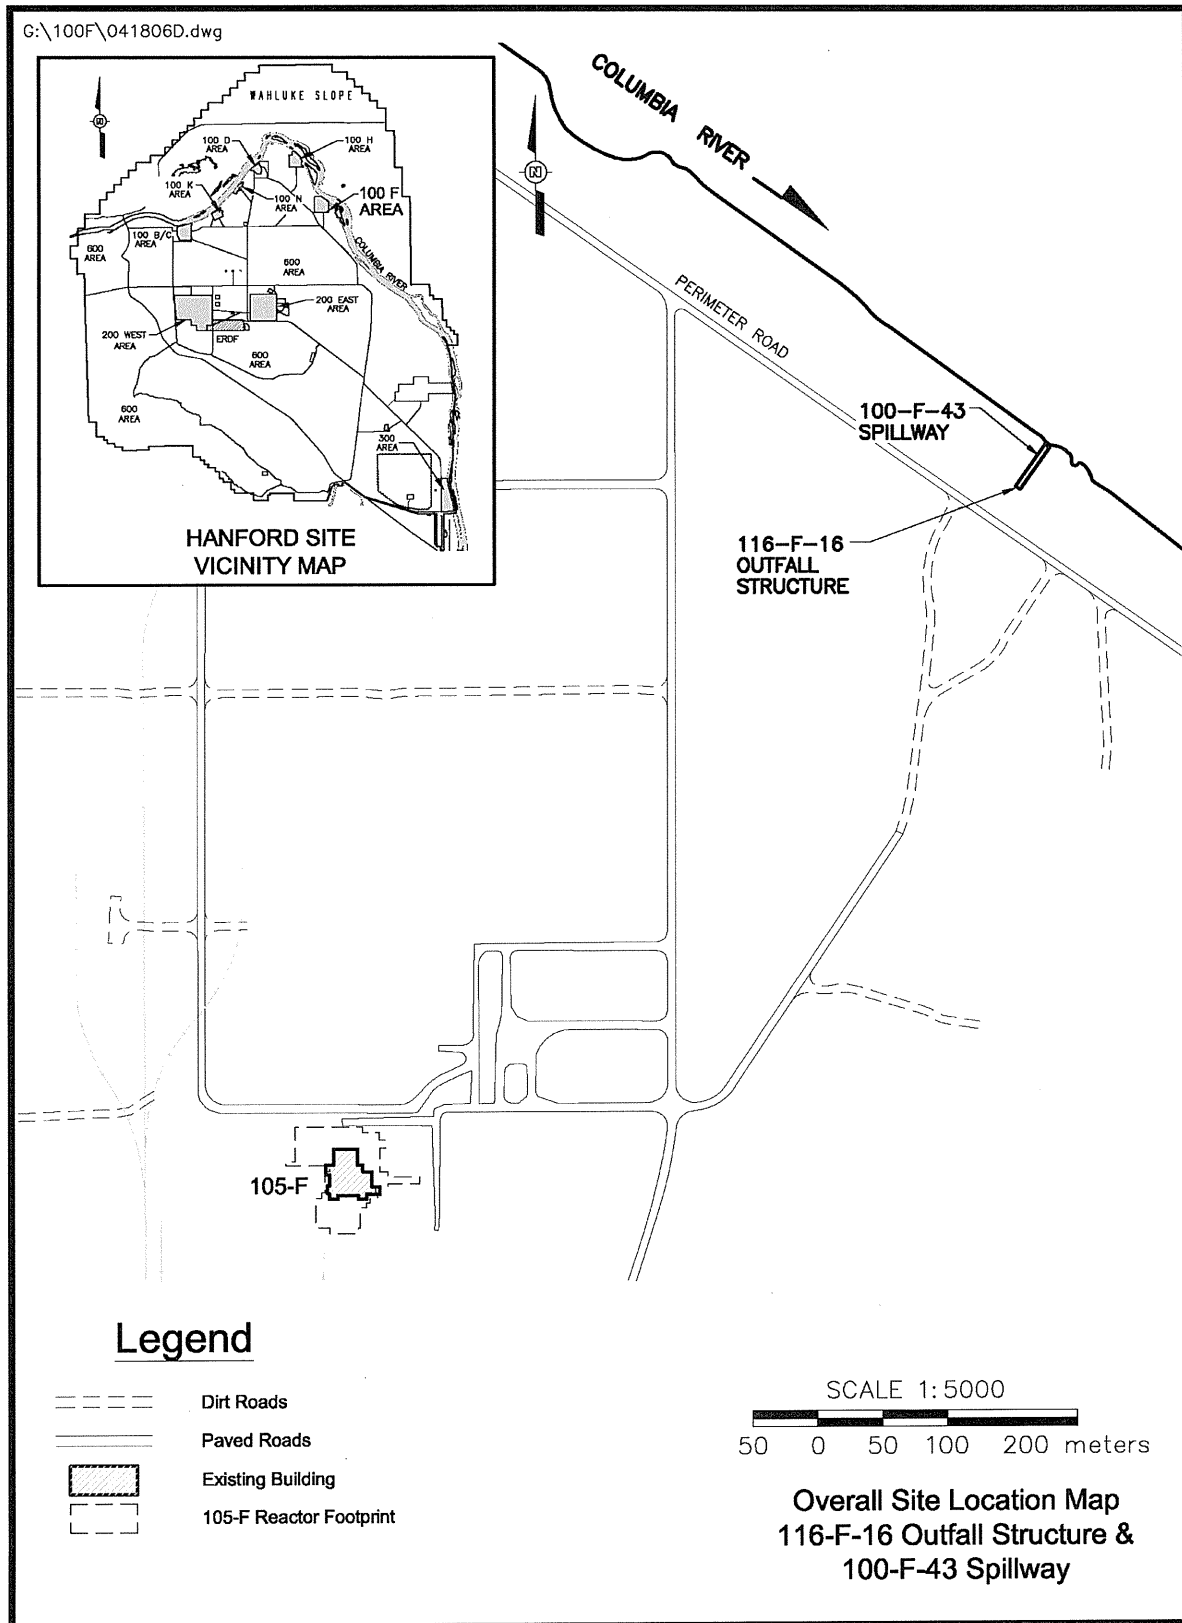 G:\100F\041806D.dwg
WAHLUKE SLOPE
N
100 D
AREA
100 H
AREA
100 K
AREA
100 N
AREA
100 F
AREA
100 B/C
AREA
600
AREA
COLUMBIA RIVER
600
AREA
200 EAST
AREA
200 WEST
AREA
ERDF
600
AREA
600
AREA
300
AREA
HANFORD SITE
VICINITY MAP
COLUMBIA RIVER
N
PERIMETER ROAD
100-F-43
SPILLWAY
116-F-16
OUTFALL
STRUCTURE
105-F
Legend
Dirt Roads
Paved Roads
Existing Building
105-F Reactor Footprint
SCALE 1:5000
50 0 50 100 200 meters
Overall Site Location Map
116-F-16 Outfall Structure &
100-F-43 Spillway